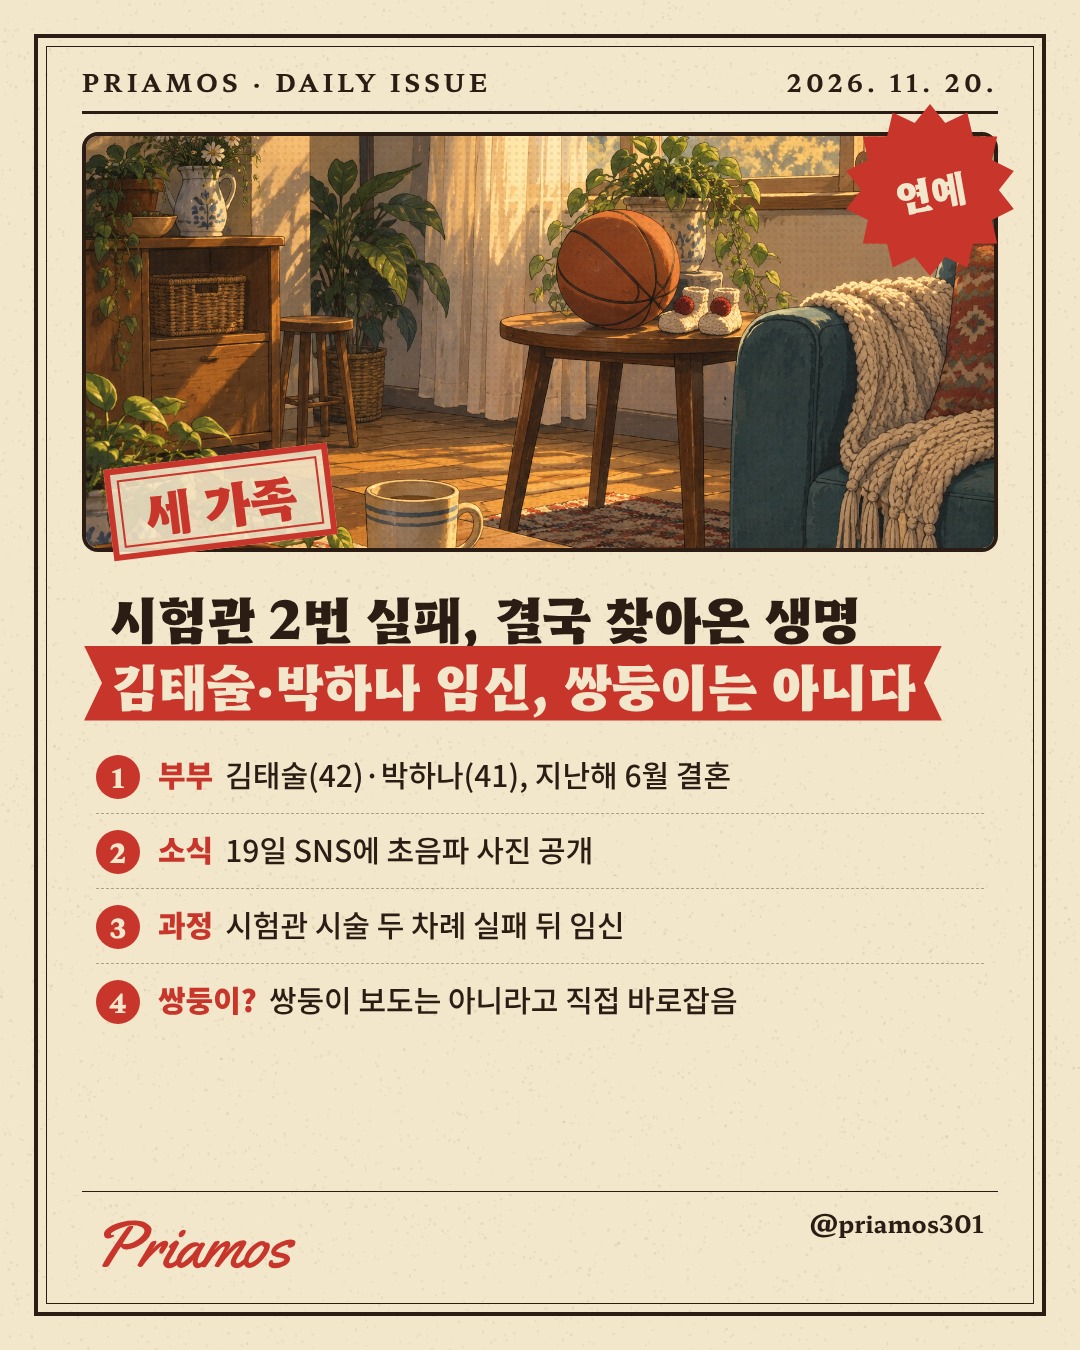 PRIAMOS · DAILY ISSUE
2026. 11. 20.
연예
세 가족
시험관 2번 실패, 결국 찾아온 생명
김태술·박하나 임신, 쌍둥이는 아니다
1 부부 김태술(42)·박하나(41), 지난해 6월 결혼
2 소식 19일 SNS에 초음파 사진 공개
3 과정 시험관 시술 두 차례 실패 뒤 임신
4 쌍둥이? 쌍둥이 보도는 아니라고 직접 바로잡음
Priamos
@priamos301